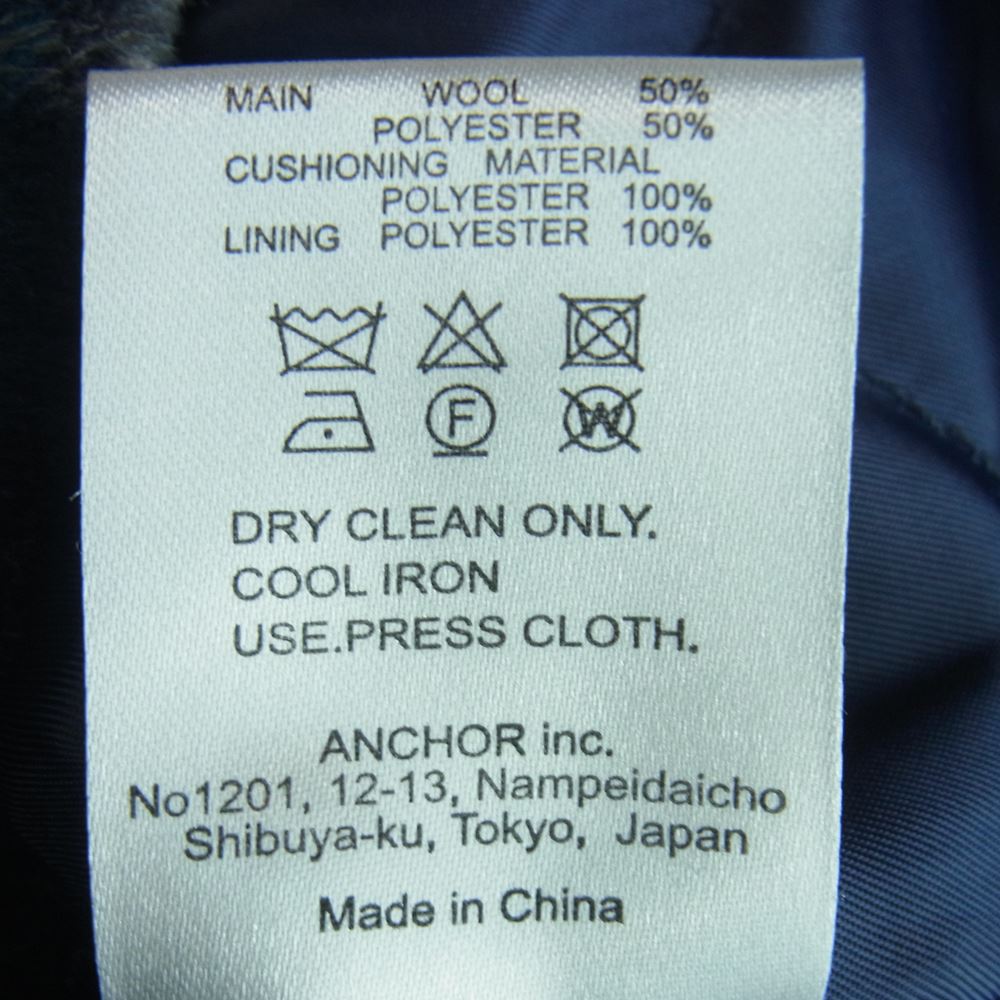 MAIN WOOL 50%
POLYESTER 50%
CUSHIONING MATERIAL
POLYESTER 100%
LINING POLYESTER 100%
F W
DRY CLEAN ONLY.
COOL IRON
USE.PRESS CLOTH.
ANCHOR inc.
No1201, 12-13, Nampeidaicho
Shibuya-ku, Tokyo, Japan
Made in China